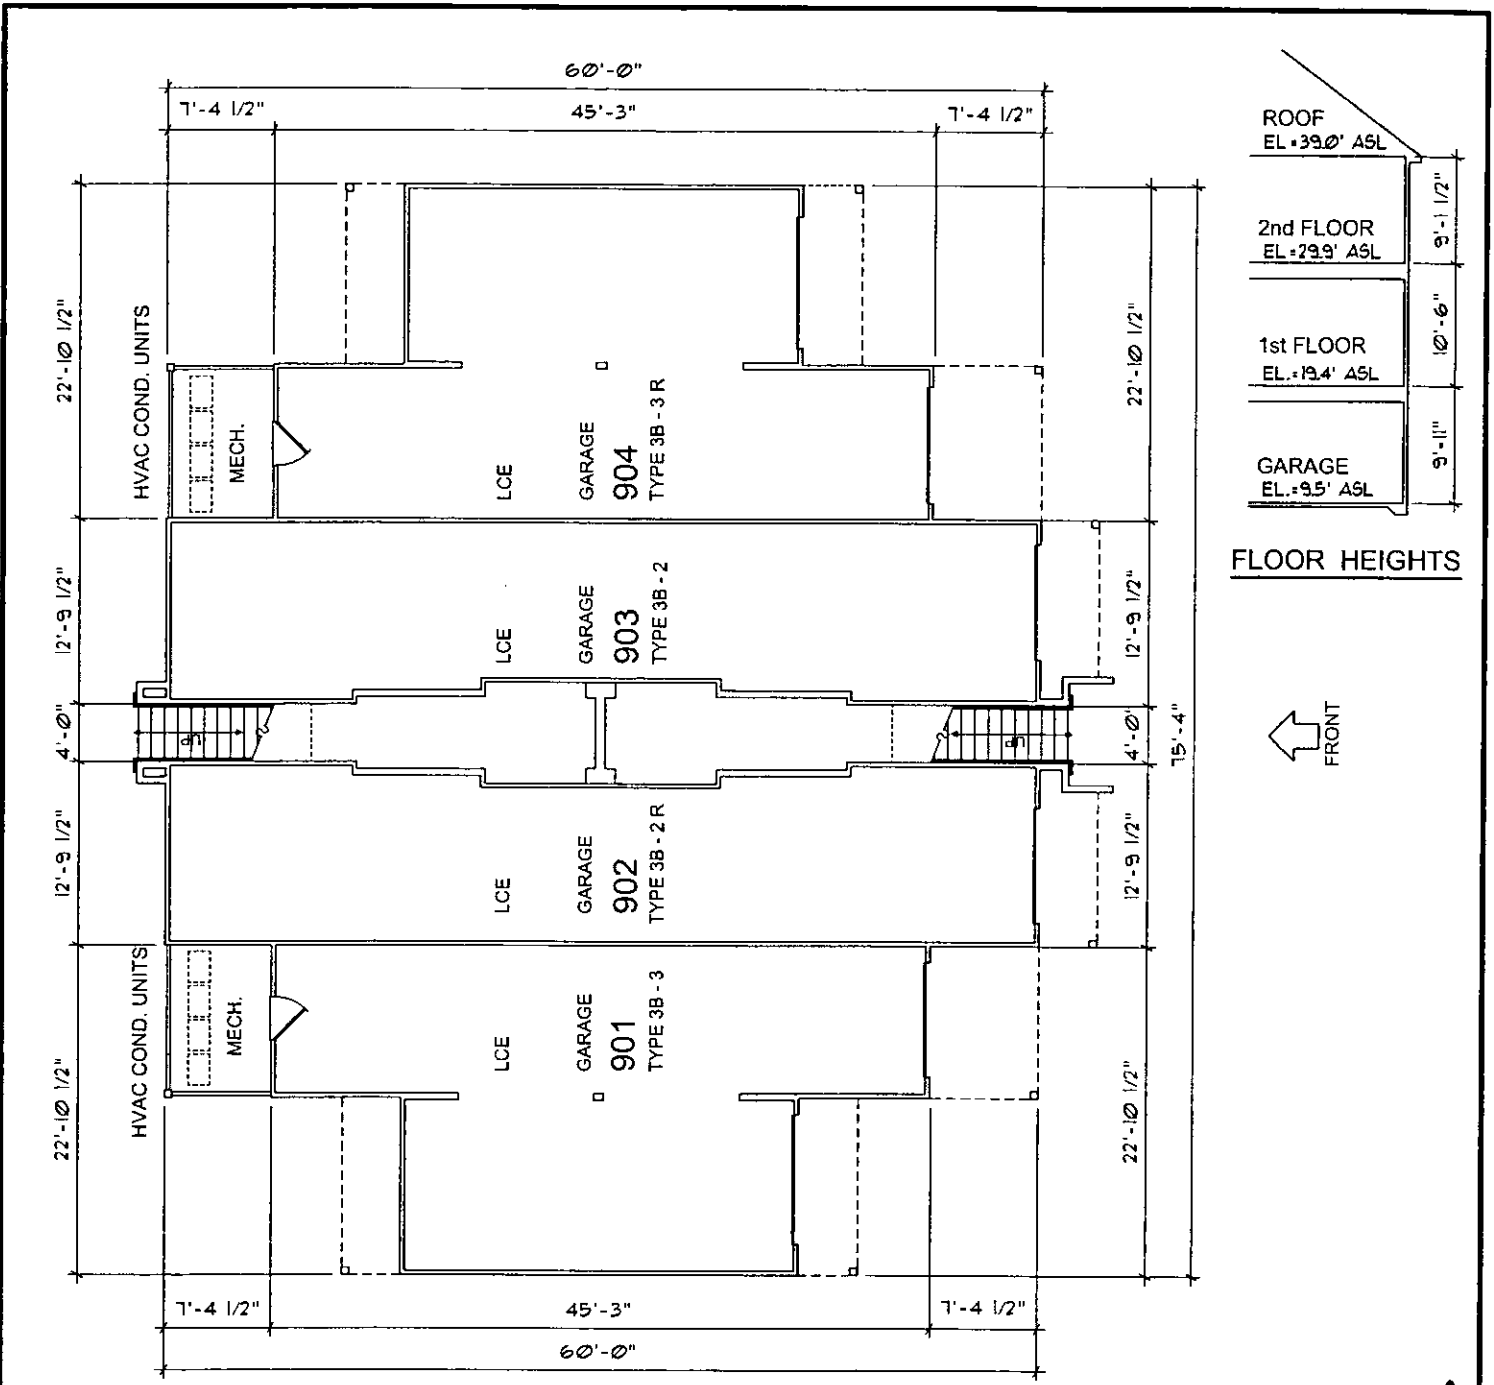 60'-0"
7'-4 1/2"
45'-3"
7'-4 1/2"
ROOF
EL.=39.0' ASL
9'-1 1/2"
2nd FLOOR
EL.=29.9' ASL
10'-6"
1st FLOOR
EL.=19.4' ASL
9'-11"
GARAGE
EL.=9.5' ASL
FLOOR HEIGHTS
22'-10 1/2"
HVAC COND. UNITS
MECH.
LCE
GARAGE
904
TYPE 3B - 3 R
22'-10 1/2"
12'-9 1/2"
LCE
GARAGE
903
TYPE 3B - 2
12'-9 1/2"
4'-0"
UP
UP
4'-0"
75'-4"
FRONT
12'-9 1/2"
LCE
GARAGE
902
TYPE 3B - 2 R
12'-9 1/2"
22'-10 1/2"
HVAC COND. UNITS
MECH.
LCE
GARAGE
901
TYPE 3B - 3
22'-10 1/2"
7'-4 1/2"
45'-3"
7'-4 1/2"
60'-0"